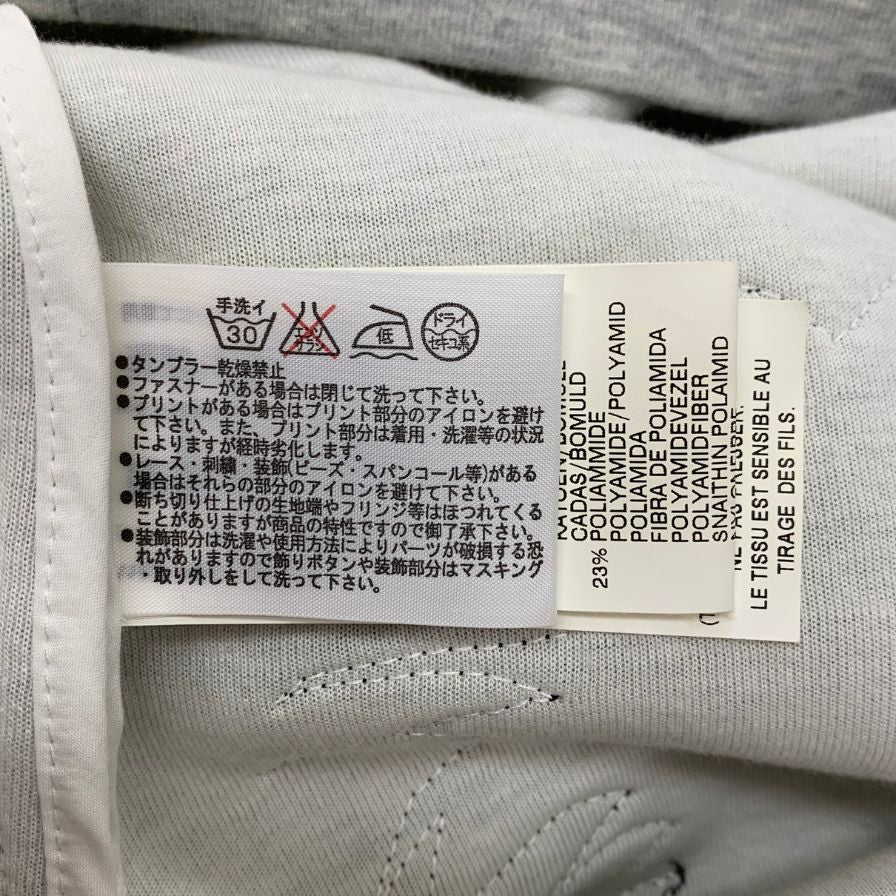 手洗イ
30
エンソ
サラシ
低
ドライ
セキユ系
●タンブラー乾燥禁止
●ファスナーがある場合は閉じて洗って下さい。
●プリントがある場合はプリント部分のアイロンを避け
て下さい。また、プリント部分は着用・洗濯等の状況
によりますが経時劣化します。
●レース・刺繍・装飾(ビーズ・スパンコール等)がある
場合はそれらの部分のアイロンを避けて下さい。
●断ち切り仕上げの生地端やフリンジ等はほつれてくる
ことがありますが商品の特性ですので御了承下さい。
●装飾部分は洗濯や使用方法によりパーツが破損する恐
れがありますので飾りボタンや装飾部分はマスキング
・取り外しをして洗って下さい。
CADAS/BOMULD
23% POLIAMMIDE
POLYAMIDE/POLYAMID
POLIAMIDA
FIBRA DE POLIAMIDA
POLYAMIDEVEZEL
POLYAMIDFIBER
SNAITHIN POLAIMID
LE TISSU EST SENSIBLE AU
TIRAGE DES FILS.